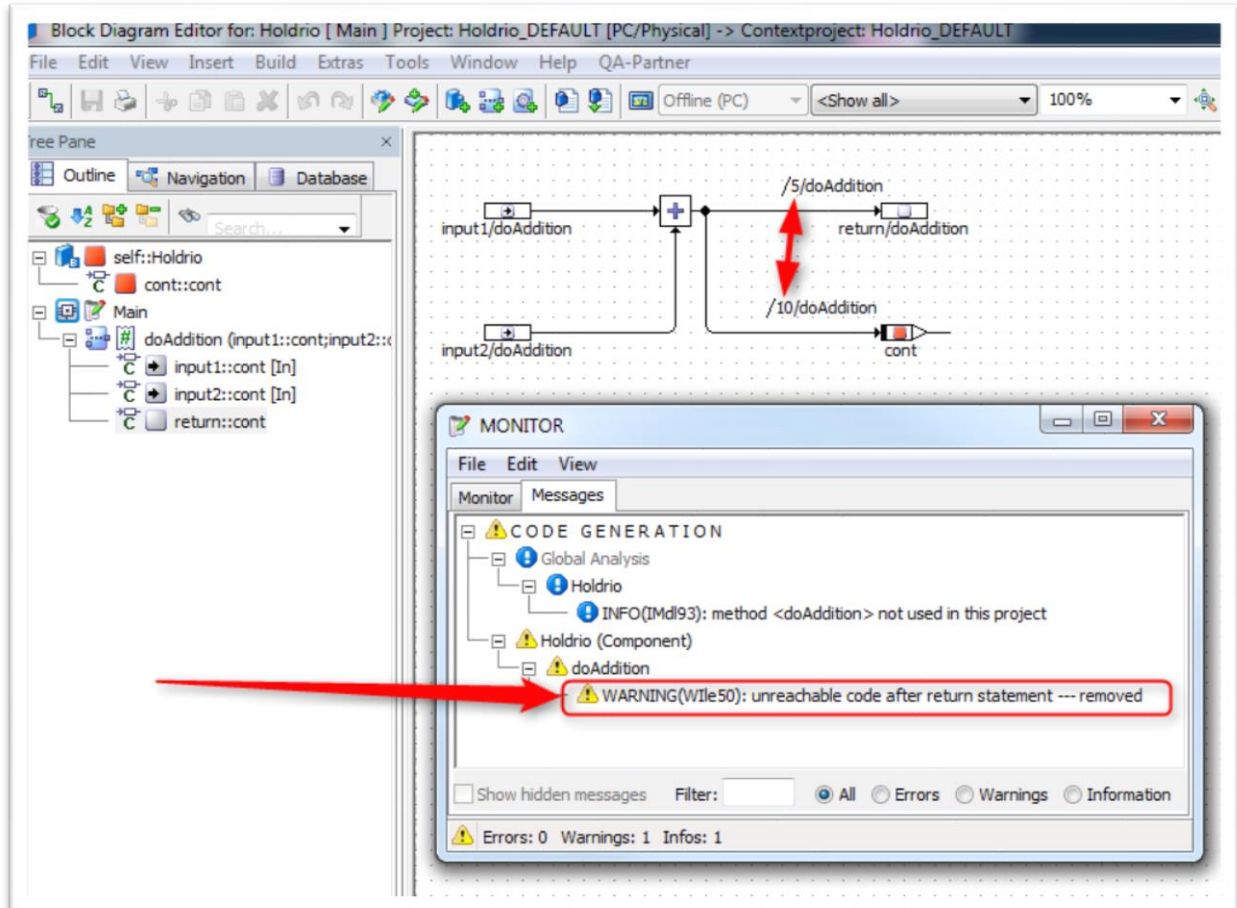 Block Diagram Editor for: Holdrio [ Main ] Project: Holdrio_DEFAULT [PC/Physical] -> Contextproject: Holdrio_DEFAULT
File Edit View Insert Build Extras Tools Window Help QA-Partner
Offline (PC) <Show all> 100%
ree Pane
Outline Navigation Database
Search...
self::Holdrio
cont::cont
Main
doAddition (input1::cont;input2::c
input1::cont [In]
input2::cont [In]
return::cont
/5/doAddition
input1/doAddition
return/doAddition
/10/doAddition
input2/doAddition
cont
MONITOR
File Edit View
Monitor Messages
CODE GENERATION
Global Analysis
Holdrio
INFO(IMdl93): method <doAddition> not used in this project
Holdrio (Component)
doAddition
WARNING(WIle50): unreachable code after return statement --- removed
Show hidden messages Filter: All Errors Warnings Information
Errors: 0 Warnings: 1 Infos: 1